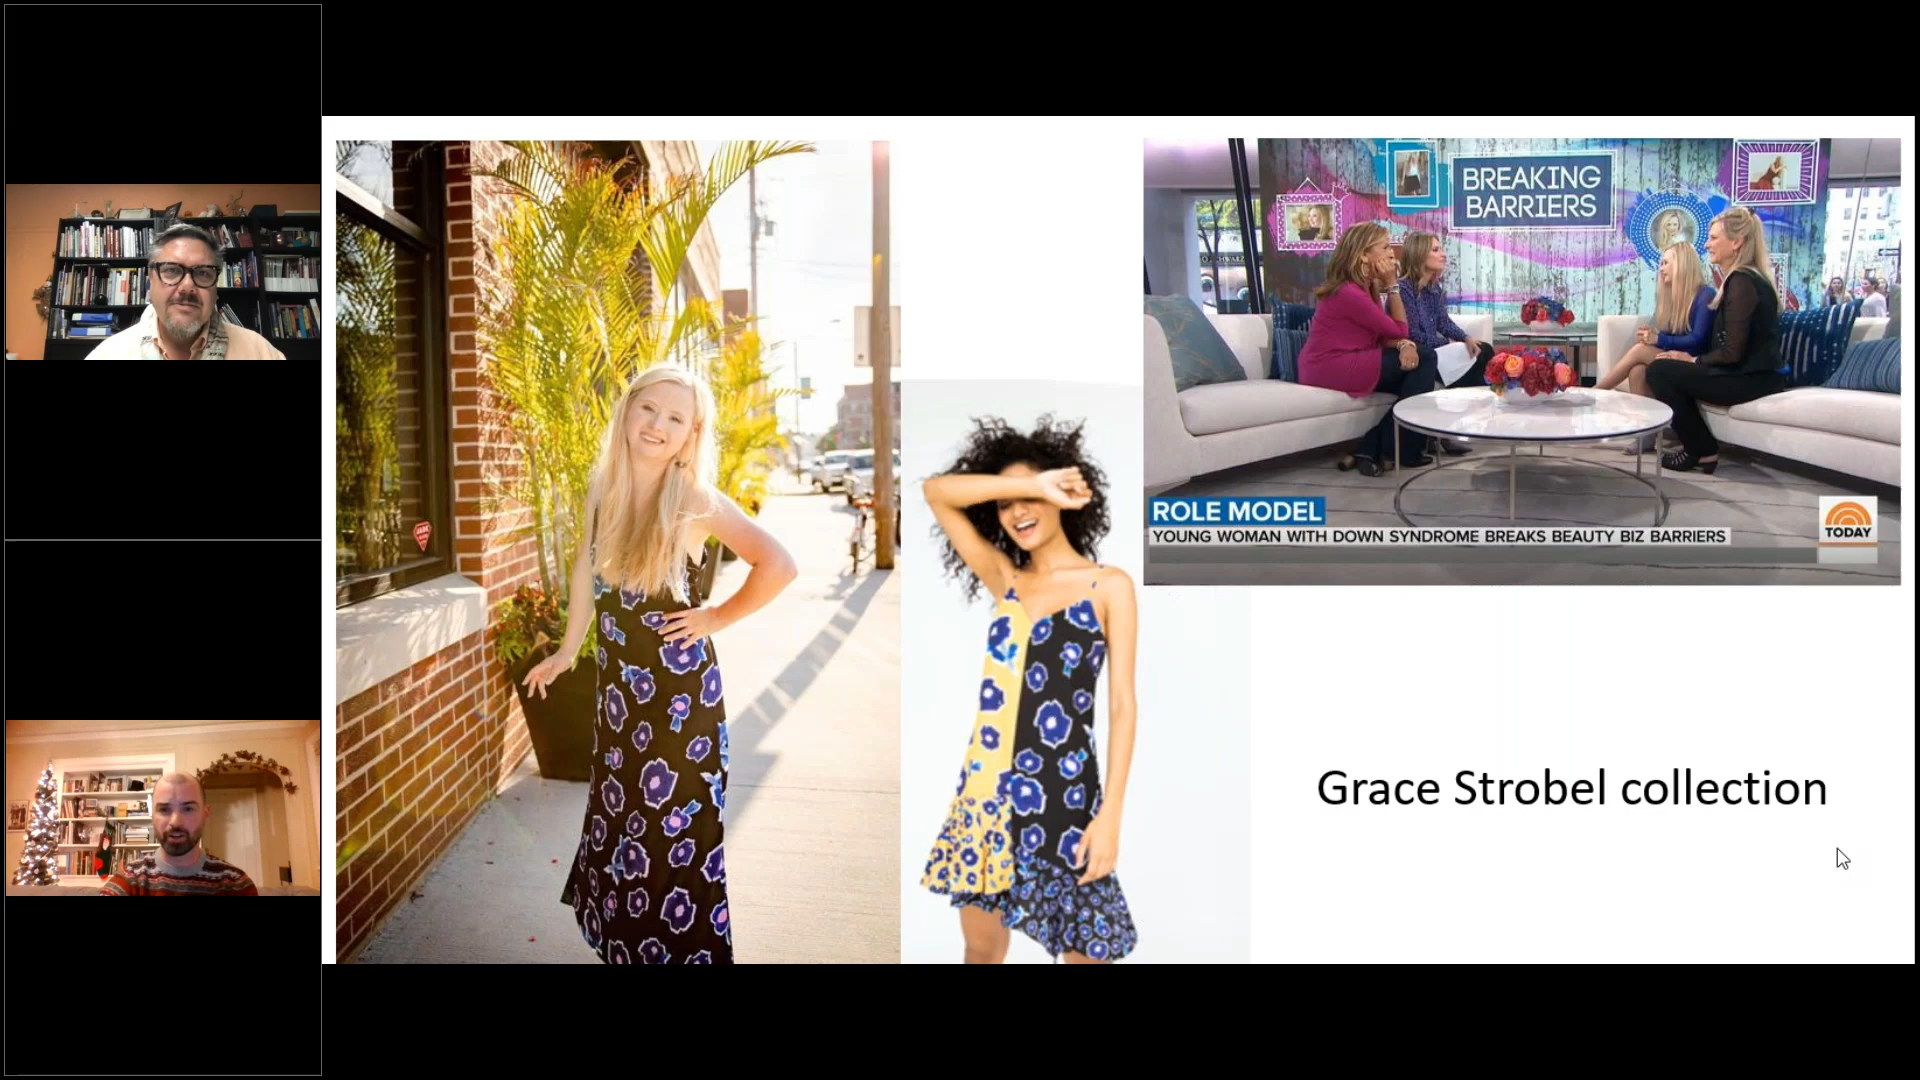 BREAKING
BARRIERS
ROLE MODEL
YOUNG WOMAN WITH DOWN SYNDROME BREAKS BEAUTY BIZ BARRIERS
TODAY
Grace Strobel collection